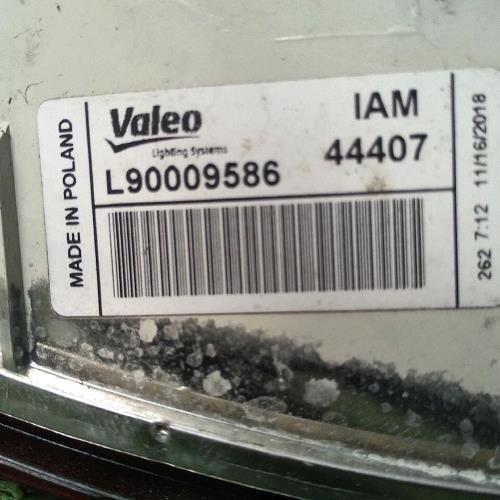 MADE IN POLAND
Valeo
Lighting Systems
IAM
44407
L90009586
262 7:12 11/16/2018